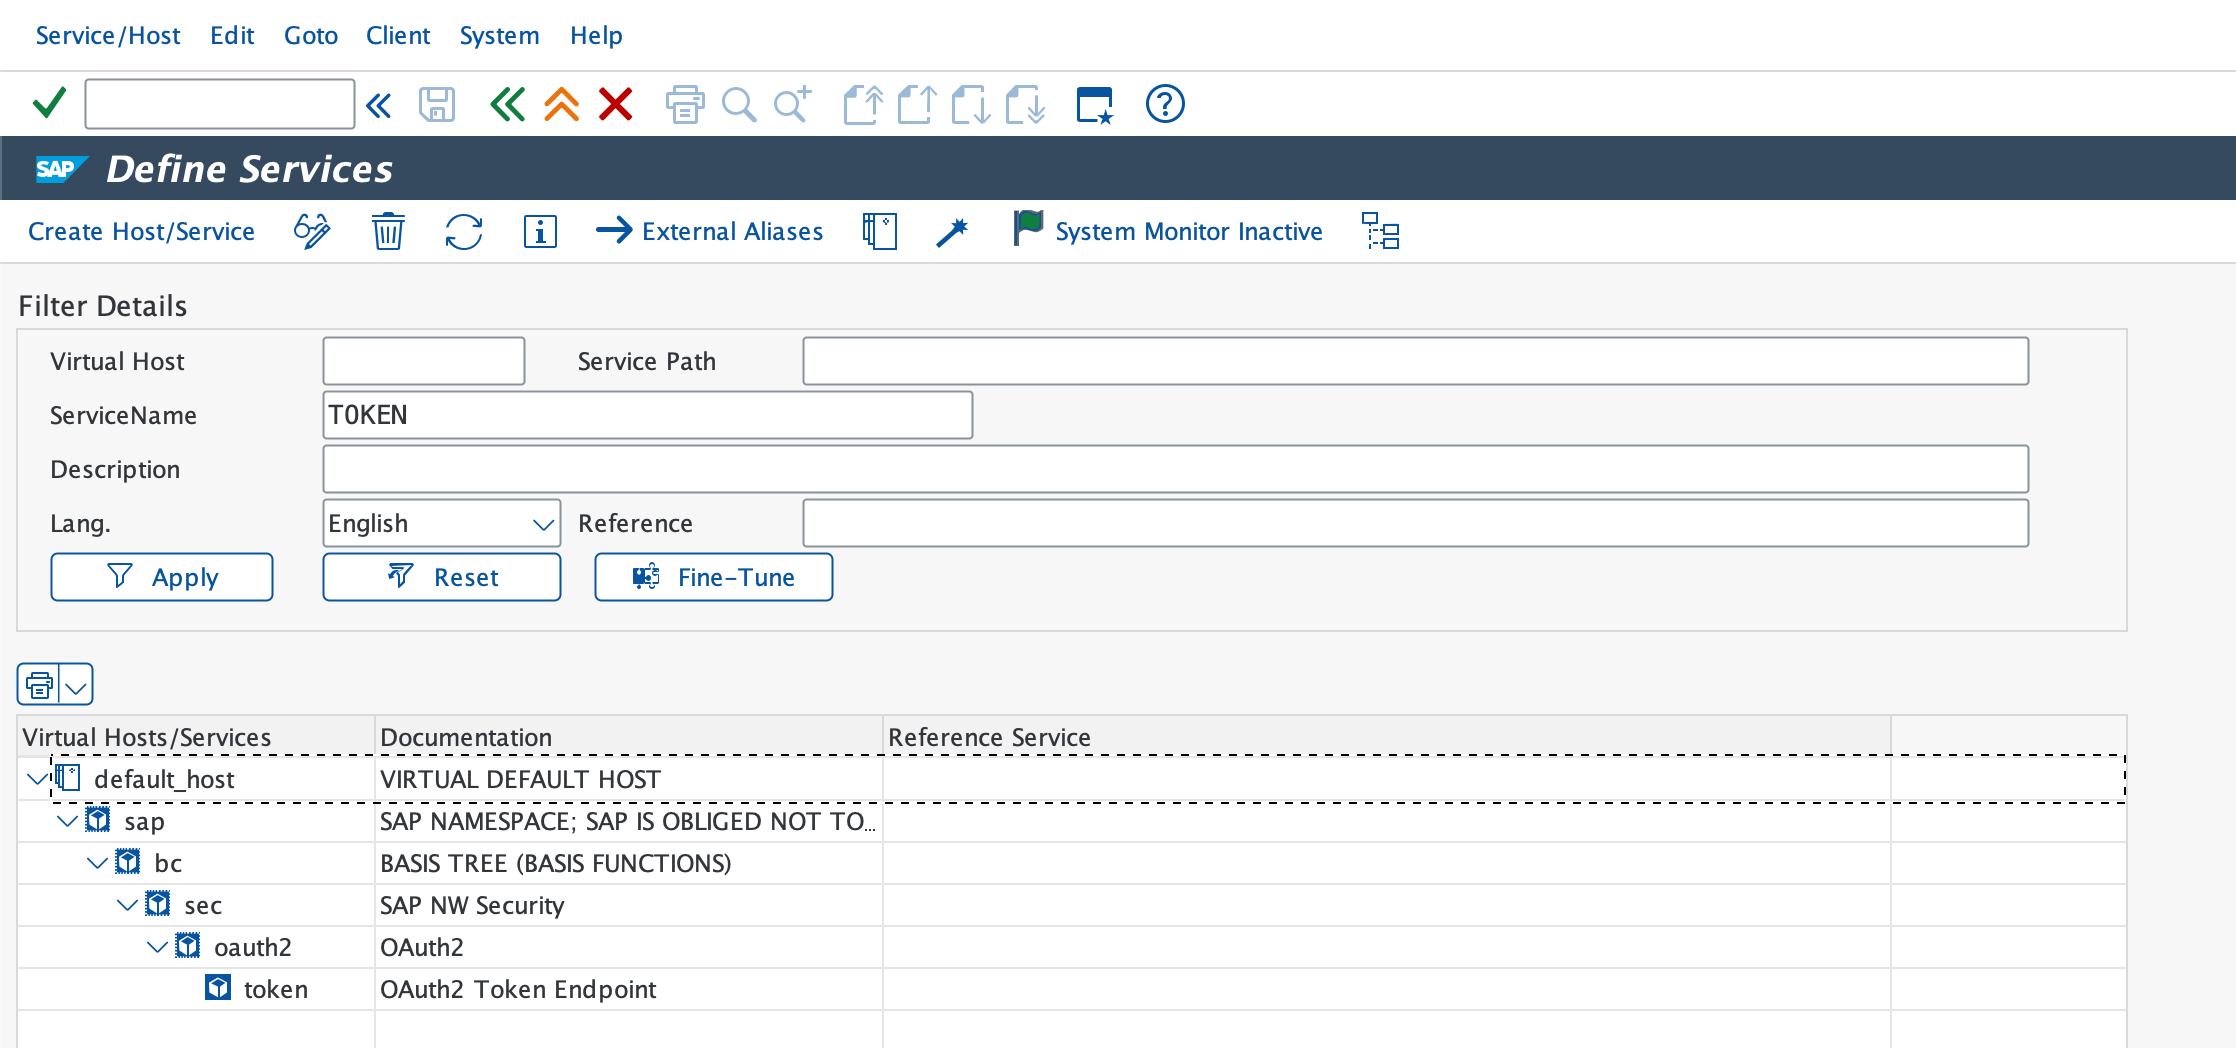 Service/Host Edit Goto Client System Help
SAP Define Services
Create Host/Service External Aliases System Monitor Inactive
Filter Details
Virtual Host Service Path
ServiceName TOKEN
Description
Lang. English Reference
Apply Reset Fine-Tune
Virtual Hosts/Services Documentation Reference Service
default_host VIRTUAL DEFAULT HOST
sap SAP NAMESPACE; SAP IS OBLIGED NOT TO...
bc BASIS TREE (BASIS FUNCTIONS)
sec SAP NW Security
oauth2 OAuth2
token OAuth2 Token Endpoint